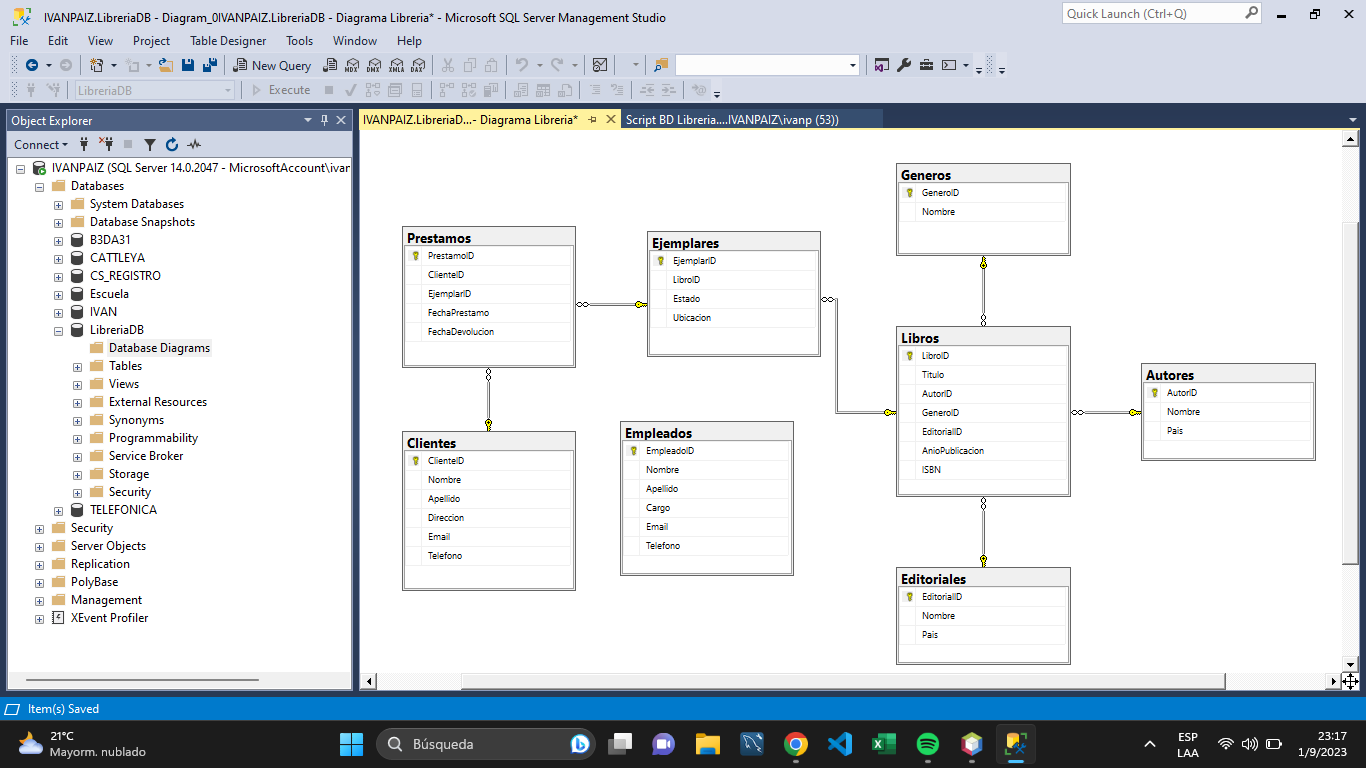 IVANPAIZ.LibreriaDB - Diagram_0IVANPAIZ.LibreriaDB - Diagrama Libreria* - Microsoft SQL Server Management Studio
Quick Launch (Ctrl+Q)
File Edit View Project Table Designer Tools Window Help
New Query MDX DMX XMLA DAX
LibreriaDB Execute
Object Explorer
Connect
IVANPAIZ (SQL Server 14.0.2047 - MicrosoftAccount\ivar
Databases
System Databases
Database Snapshots
B3DA31
CATTLEYA
CS_REGISTRO
Escuela
IVAN
LibreriaDB
Database Diagrams
Tables
Views
External Resources
Synonyms
Programmability
Service Broker
Storage
Security
TELEFONICA
Security
Server Objects
Replication
PolyBase
Management
XEvent Profiler
IVANPAIZ.LibreriaD...- Diagrama Libreria*
Script BD Libreria....IVANPAIZ\ivanp (53))
Prestamos
PrestamoID
ClienteID
EjemplarID
FechaPrestamo
FechaDevolucion
Ejemplares
EjemplarID
LibroID
Estado
Ubicacion
Generos
GeneroID
Nombre
Libros
LibroID
Titulo
AutorID
GeneroID
EditorialID
AnioPublicacion
ISBN
Autores
AutorID
Nombre
Pais
Clientes
ClienteID
Nombre
Apellido
Direccion
Email
Telefono
Empleados
EmpleadoID
Nombre
Apellido
Cargo
Email
Telefono
Editoriales
EditorialID
Nombre
Pais
Item(s) Saved
21°C
Mayorm. nublado
Búsqueda
ESP
LAA
23:17
1/9/2023